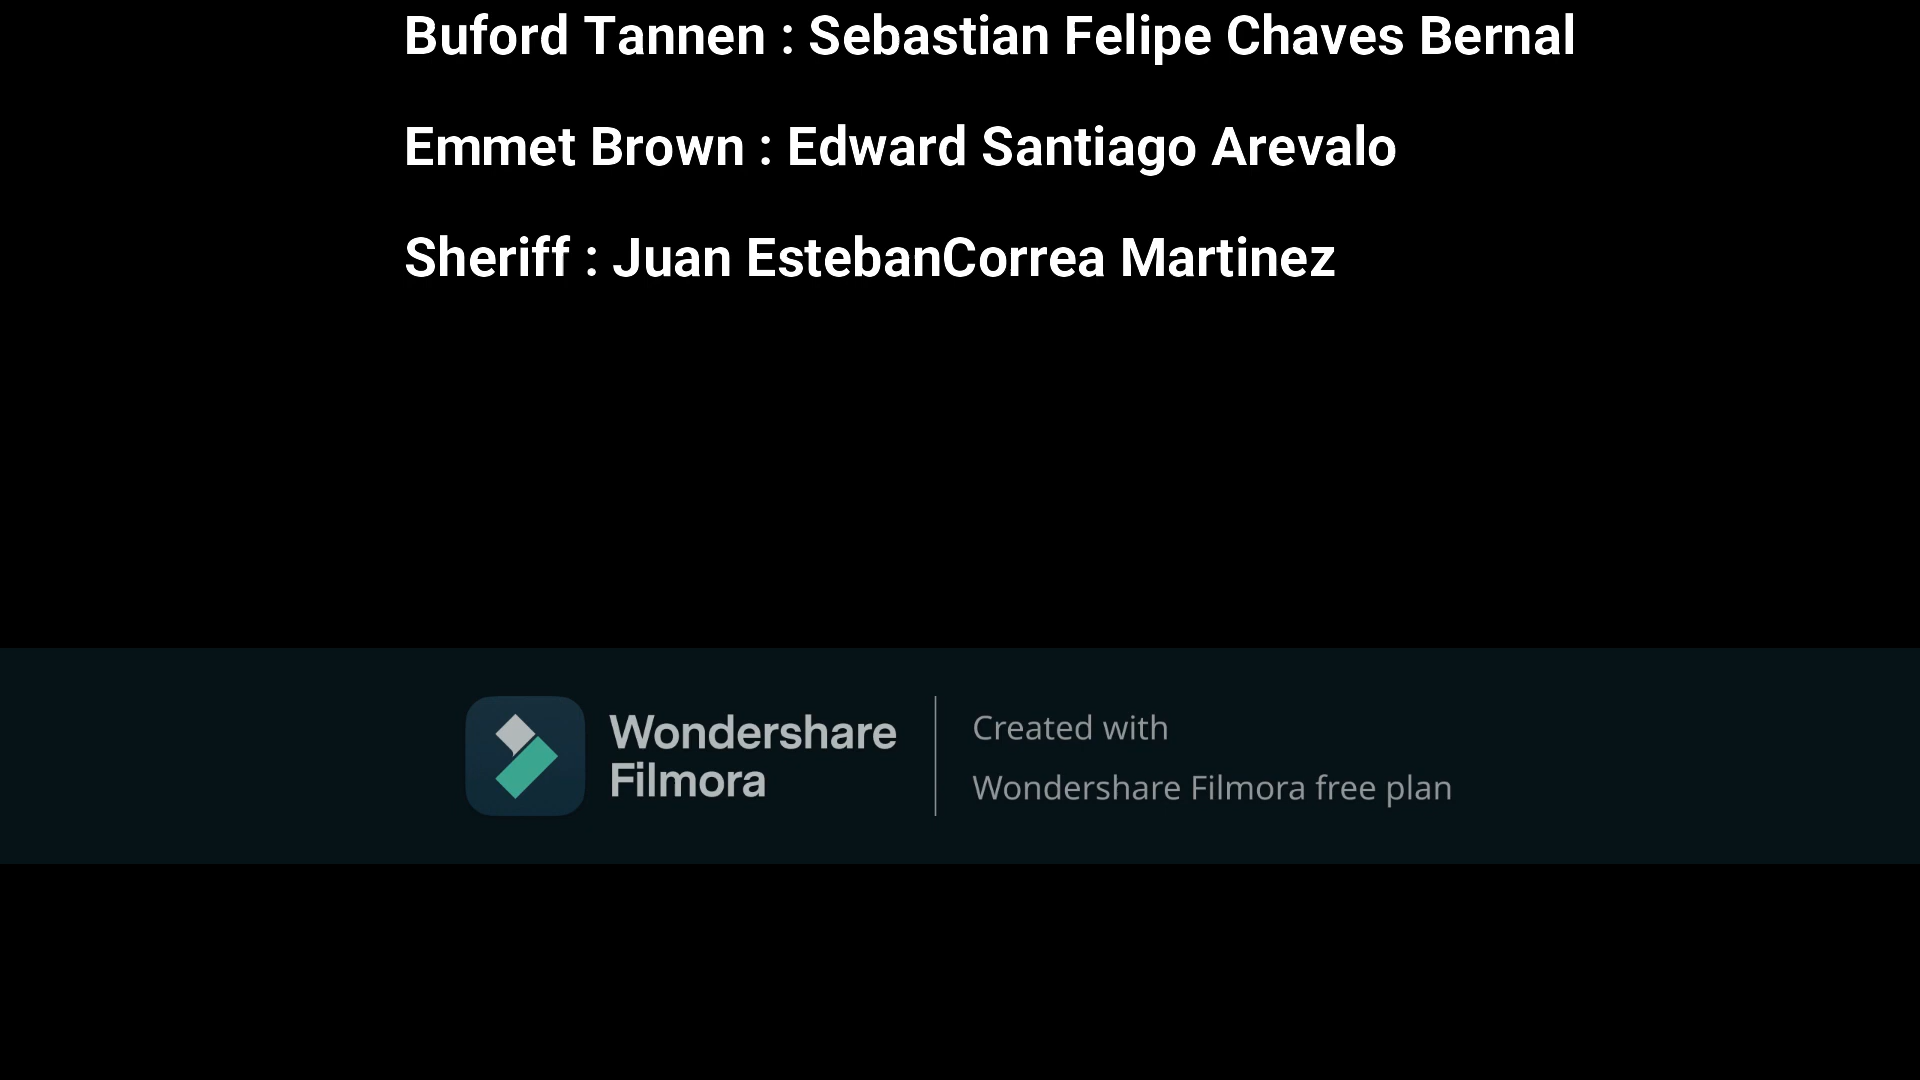 Buford Tannen : Sebastian Felipe Chaves Bernal
Emmet Brown : Edward Santiago Arevalo
Sheriff : Juan EstebanCorrea Martinez
Wondershare
Filmora
Created with
Wondershare Filmora free plan